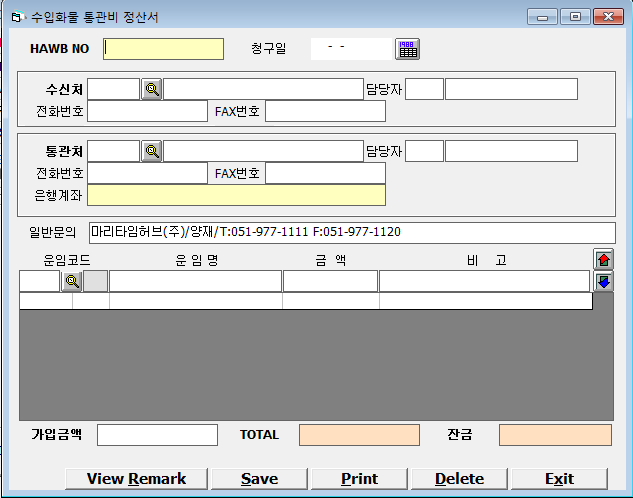 수입화물 통관비 정산서
HAWB NO 청구일 - -
수신처 담당자
전화번호 FAX번호
통관처 담당자
전화번호 FAX번호
은행계좌
일반문의 마리타임허브(주)/양재/T:051-977-1111 F:051-977-1120
운임코드 운 임 명 금 액 비 고
가입금액 TOTAL 잔금
View Remark Save Print Delete Exit